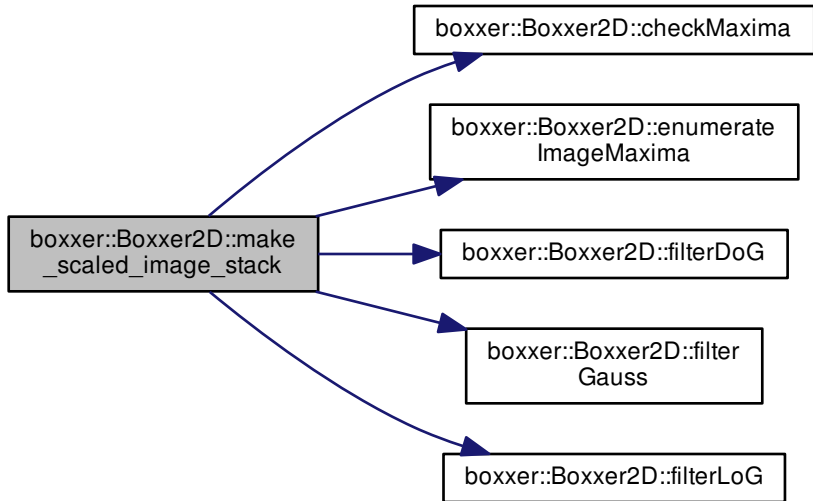 boxxer::Boxxer2D::checkMaxima
boxxer::Boxxer2D::enumerate
ImageMaxima
boxxer::Boxxer2D::make
_scaled_image_stack
boxxer::Boxxer2D::filterDoG
boxxer::Boxxer2D::filter
Gauss
boxxer::Boxxer2D::filterLoG